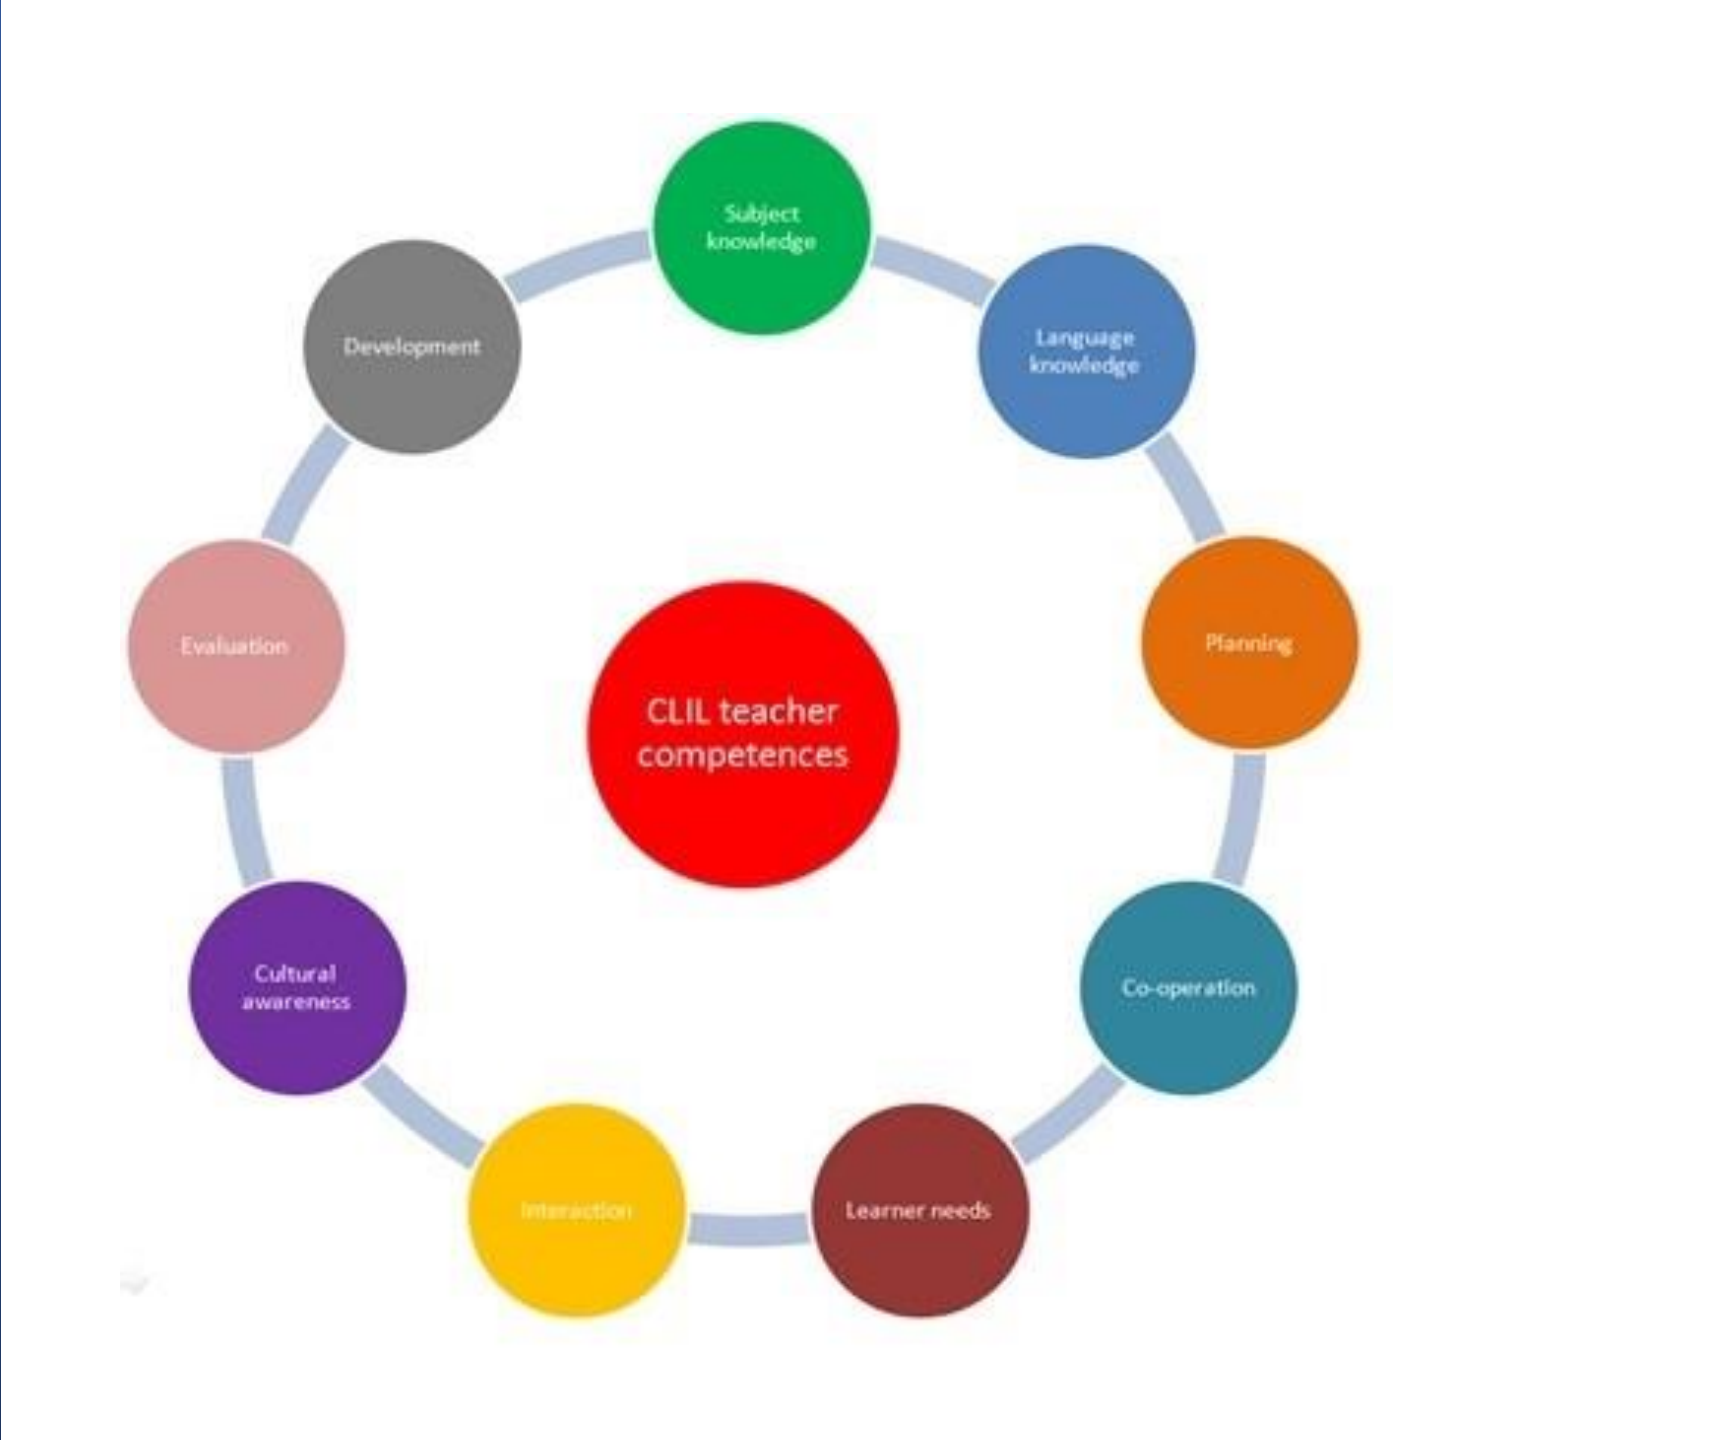 Subject
knowledge
Language
knowledge
Planning
Co-operation
Learner needs
Interaction
Cultural
awareness
Evaluation
Development
CLIL teacher
competences